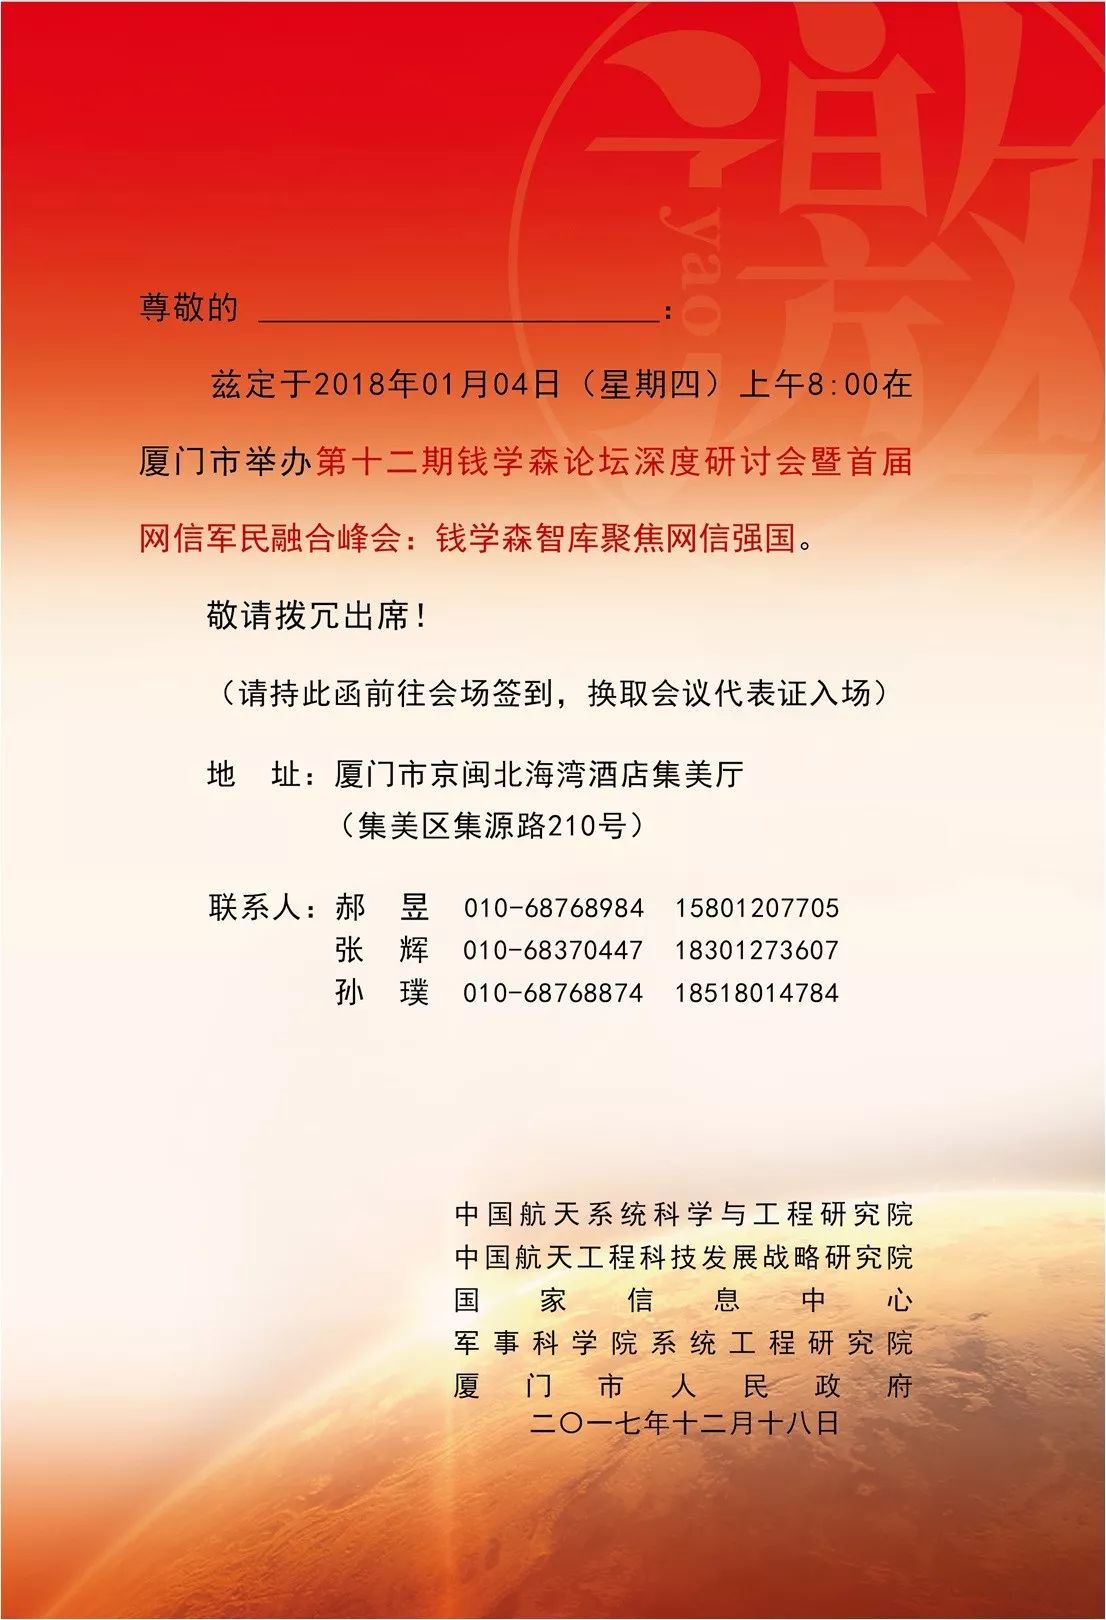 邀
yao
尊敬的 ：
兹定于2018年01月04日（星期四）上午8:00在
厦门市举办第十二期钱学森论坛深度研讨会暨首届
网信军民融合峰会：钱学森智库聚焦网信强国。
敬请拨冗出席！
（请持此函前往会场签到，换取会议代表证入场）
地 址：厦门市京闽北海湾酒店集美厅
（集美区集源路210号）
联系人：郝 昱 010-68768984 15801207705
张 辉 010-68370447 18301273607
孙 璞 010-68768874 18518014784
中国航天系统科学与工程研究院
中国航天工程科技发展战略研究院
国家信息中心
军事科学院系统工程研究院
厦门市人民政府
二〇一七年十二月十八日